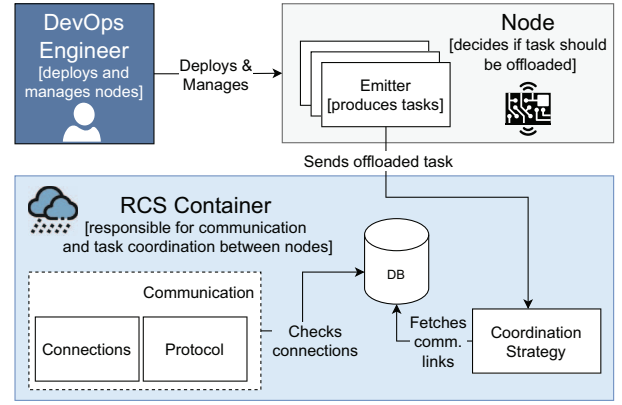 DevOps
Engineer
[deploys and
manages nodes]
Deploys &
Manages
Node
[decides if task should
be offloaded]
Emitter
[produces tasks]
Sends offloaded task
RCS Container
[responsible for communication
and task coordination between nodes]
DB
Communication
Connections
Protocol
Checks
connections
Fetches
comm.
links
Coordination
Strategy